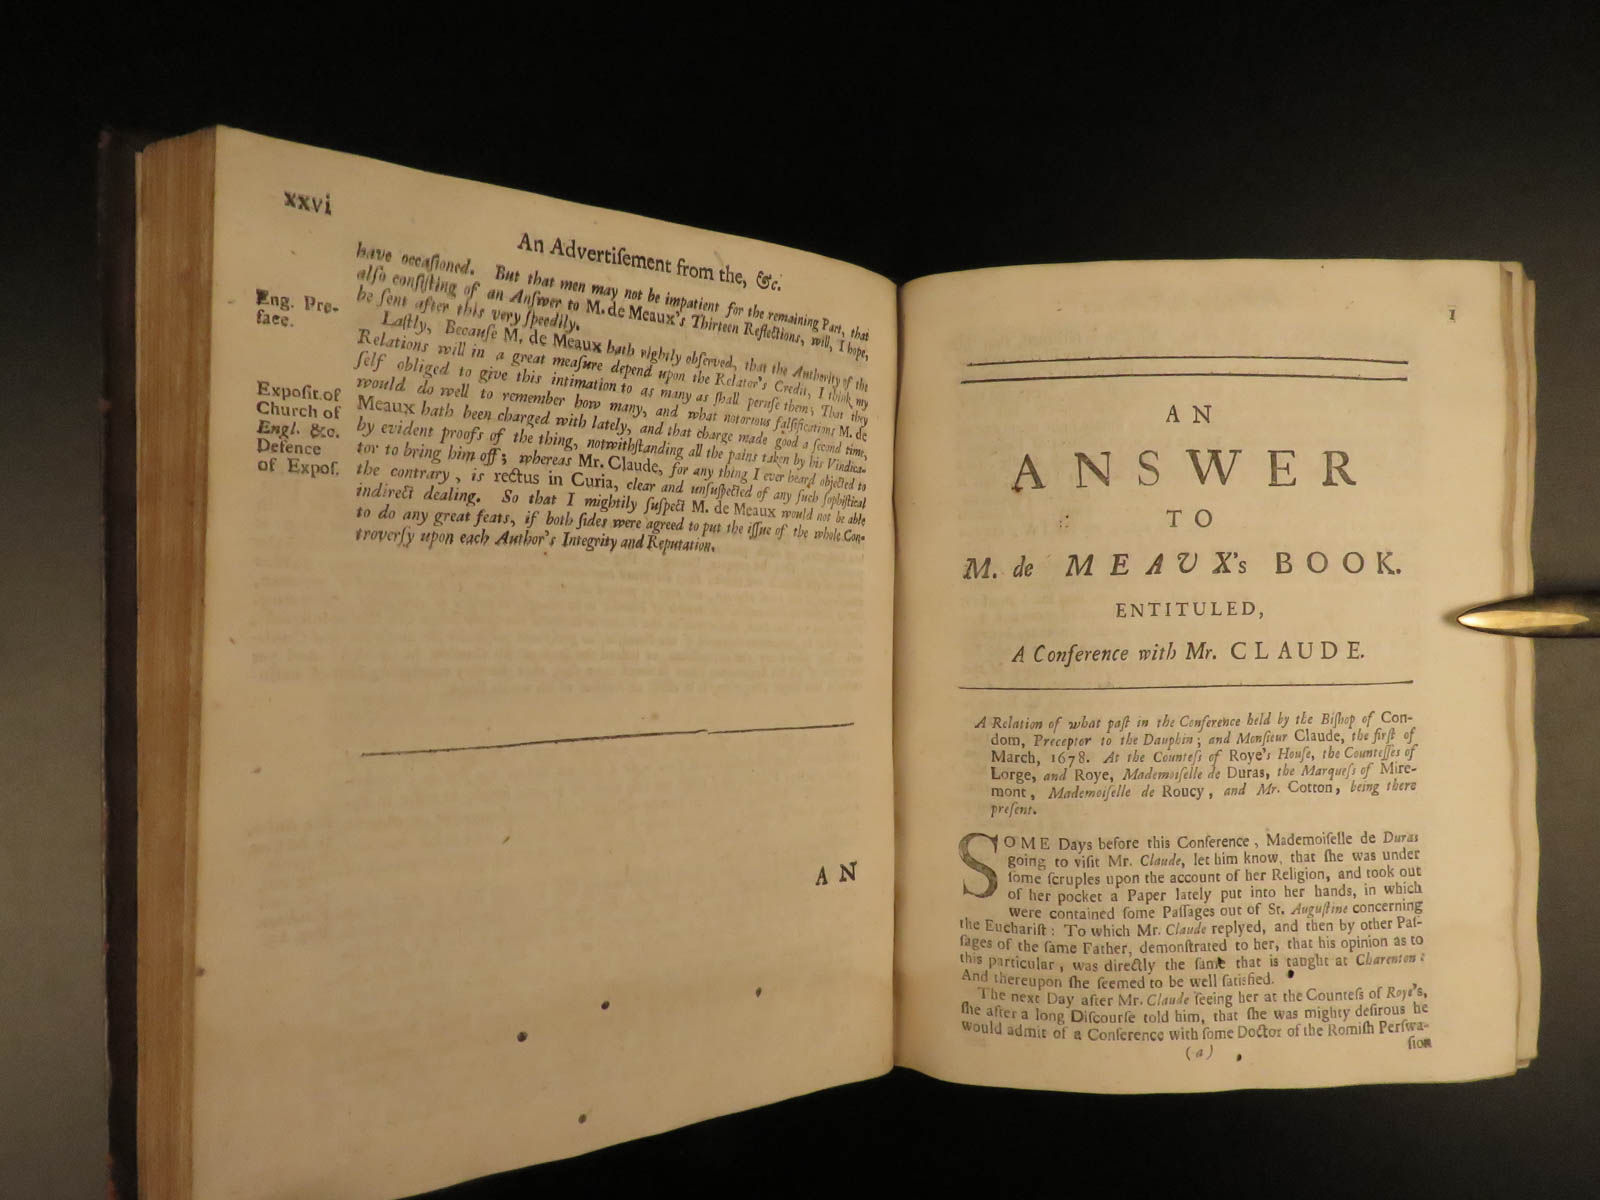 xxvi
An Advertiſement from the, &c.
have occaſioned. But that men may not be impatient for the remaining Part, that
alſo conſiſting of an Anſwer to M. de Meaux's Thirteen Reflections, will, I hope,
be ſent after this very ſpeedily.
Eng. Pre-
face.
Laſtly, Becauſe M. de Meaux hath rightly obſerved, that the Authority of the
Relations will in a great meaſure depend upon the Relator's Credit, I think my
ſelf obliged to give this intimation to as many as ſhall peruſe them; That they
would do well to remember how many, and what notorious falſifications M. de
Meaux hath been charged with lately, and that charge made good a ſecond time,
by evident proofs of the thing, notwithſtanding all the pains taken by his Vindica-
tor to bring him off; whereas Mr. Claude, for any thing I ever heard objected to
the contrary, is rectus in Curia, clear and unſuſpected of any ſuch ſophiſtical
indirect dealing. So that I mightily ſuſpect M. de Meaux would not be able
to do any great feats, if both ſides were agreed to put the iſſue of the whole Con-
troverſy upon each Author's Integrity and Reputation.
Expoſit. of
Church of
Engl. &c.
Defence
of Expoſ.
AN
1
AN
ANSWER
TO
M. de MEAUX's BOOK.
ENTITULED,
A Conference with Mr. CLAUDE.
A Relation of what paſt in the Conference held by the Biſhop of Con-
dom, Preceptor to the Dauphin; and Monſieur Claude, the firſt of
March, 1678. At the Counteſs of Roye's Houſe, the Counteſſes of
Lorge, and Roye, Mademoiſelle de Duras, the Marqueſs of Mire-
mont, Mademoiſelle de Roucy, and Mr. Cotton, being there
preſent.
SOME Days before this Conference, Mademoiſelle de Duras
going to viſit Mr. Claude, let him know, that ſhe was under
ſome ſcruples upon the account of her Religion, and took out
of her pocket a Paper lately put into her hands, in which
were contained ſome Paſſages out of St. Auguſtine concerning
the Euchariſt: To which Mr. Claude replyed, and then by other Paſ-
ſages of the ſame Father, demonſtrated to her, that his opinion as to
this particular, was directly the ſame that is taught at Charenton:
And thereupon ſhe ſeemed to be well ſatisfied.
The next Day after Mr. Claude ſeeing her at the Counteſs of Roye's,
ſhe after a long Diſcourſe told him, that ſhe was mighty deſirous he
would admit of a Conference with ſome Doctor of the Romiſh Perſwa-
(a)
ſion